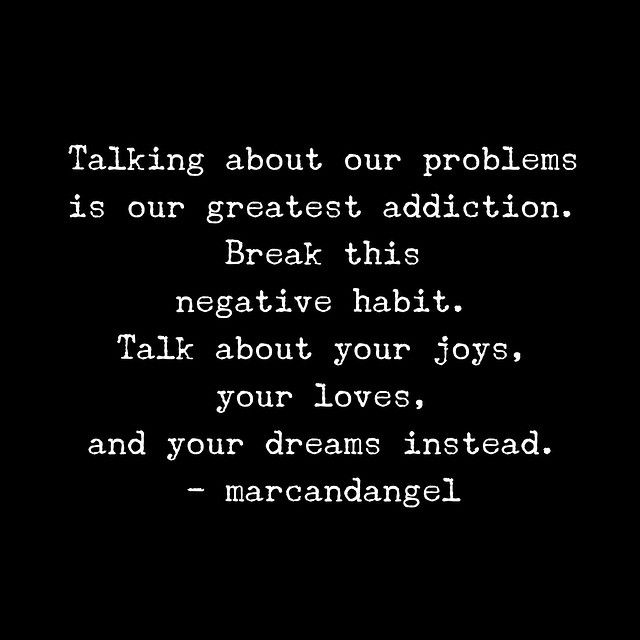 Talking about our problems
is our greatest addiction.
Break this
negative habit.
Talk about your joys,
your loves,
and your dreams instead.
- marcandangel